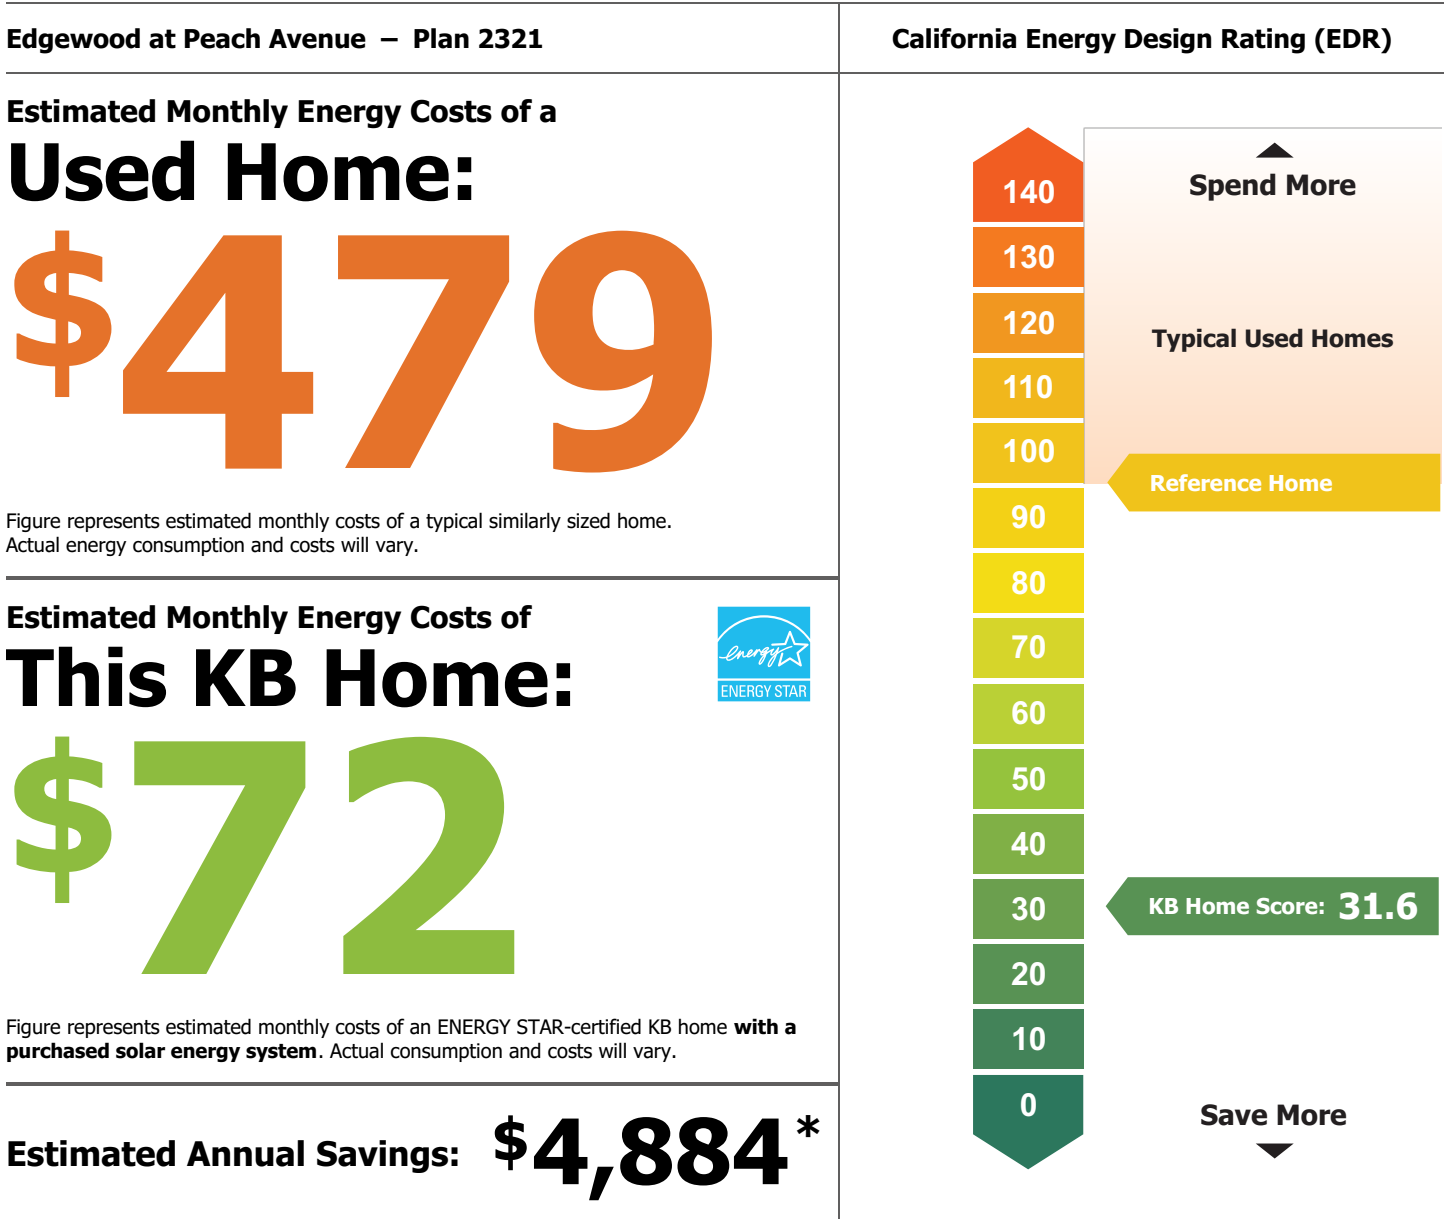 Edgewood at Peach Avenue – Plan 2321
Estimated Monthly Energy Costs of a
Used Home:
$479
Figure represents estimated monthly costs of a typical similarly sized home.
Actual energy consumption and costs will vary.
Estimated Monthly Energy Costs of
This KB Home:
energy
ENERGY STAR
$72
Figure represents estimated monthly costs of an ENERGY STAR-certified KB home with a
purchased solar energy system. Actual consumption and costs will vary.
Estimated Annual Savings: $4,884*
California Energy Design Rating (EDR)
140
130
120
110
100
90
80
70
60
50
40
30
20
10
0
Spend More
Typical Used Homes
Reference Home
KB Home Score: 31.6
Save More